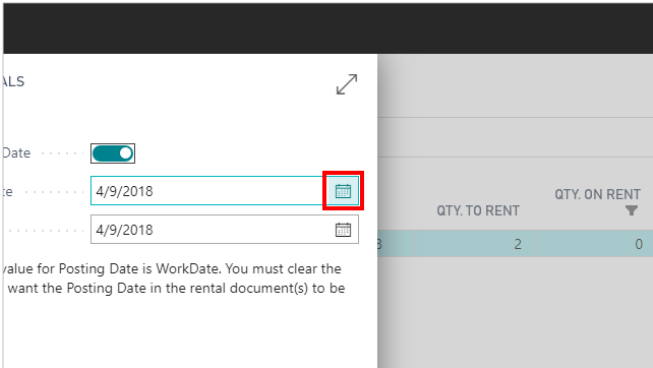 ALS
Date
te 4/9/2018
4/9/2018
value for Posting Date is WorkDate. You must clear the
want the Posting Date in the rental document(s) to be
QTY. TO RENT QTY. ON RENT
3 2 0